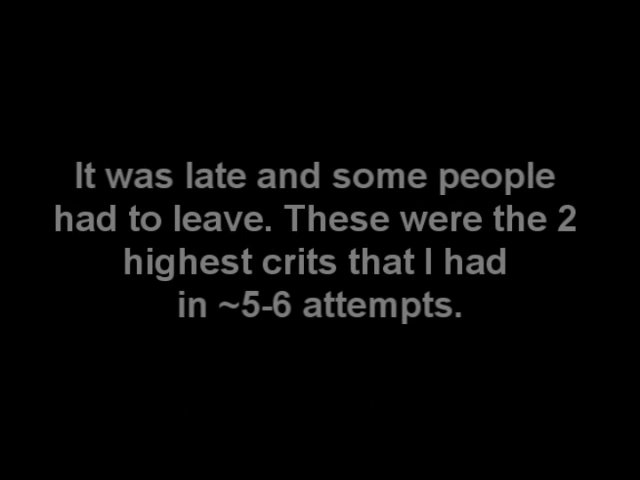 It was late and some people
had to leave. These were the 2
highest crits that I had
in ~5-6 attempts.